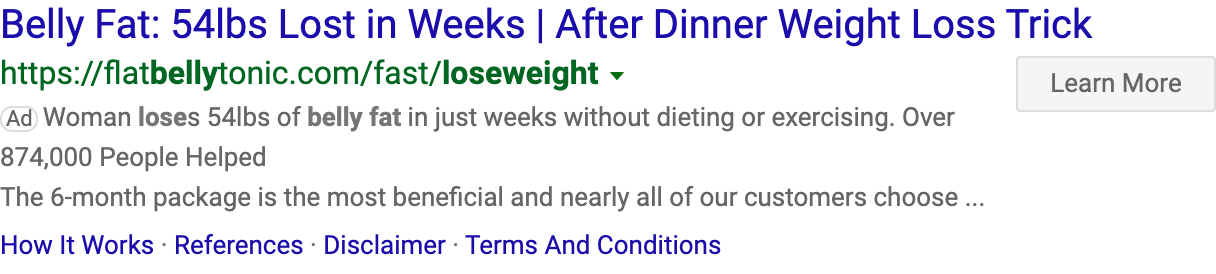 Belly Fat: 54lbs Lost in Weeks | After Dinner Weight Loss Trick
https://flatbellytonic.com/fast/loseweight
Learn More
Ad Woman loses 54lbs of belly fat in just weeks without dieting or exercising. Over
874,000 People Helped
The 6-month package is the most beneficial and nearly all of our customers choose ...
How It Works · References · Disclaimer · Terms And Conditions